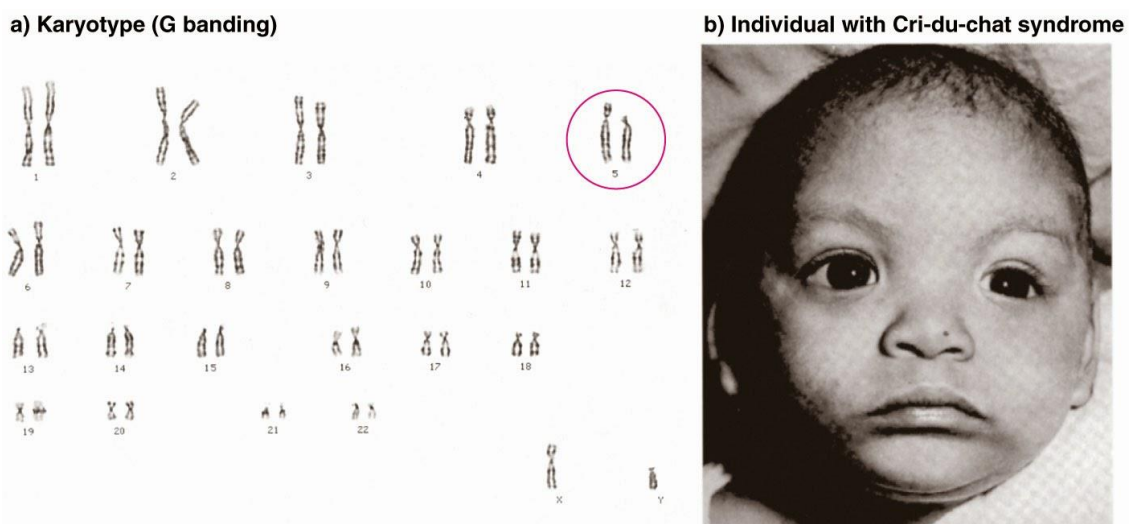 a) Karyotype (G banding)
b) Individual with Cri-du-chat syndrome
1 2 3 4 5
6 7 8 9 10 11 12
13 14 15 16 17 18
19 20 21 22
X Y